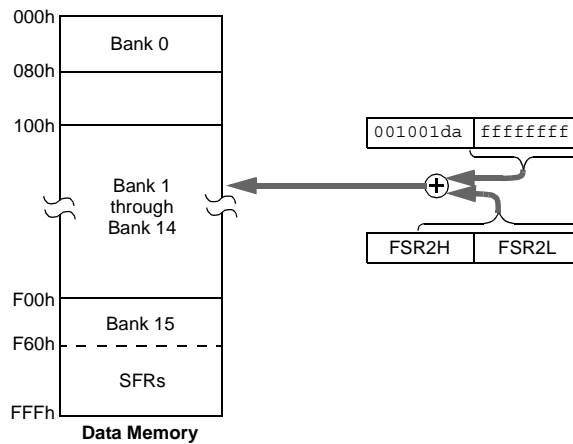 000h
Bank 0
080h
100h
001001da ffffffff
Bank 1
through
Bank 14
FSR2H FSR2L
F00h
Bank 15
F60h
SFRs
FFFh
Data Memory